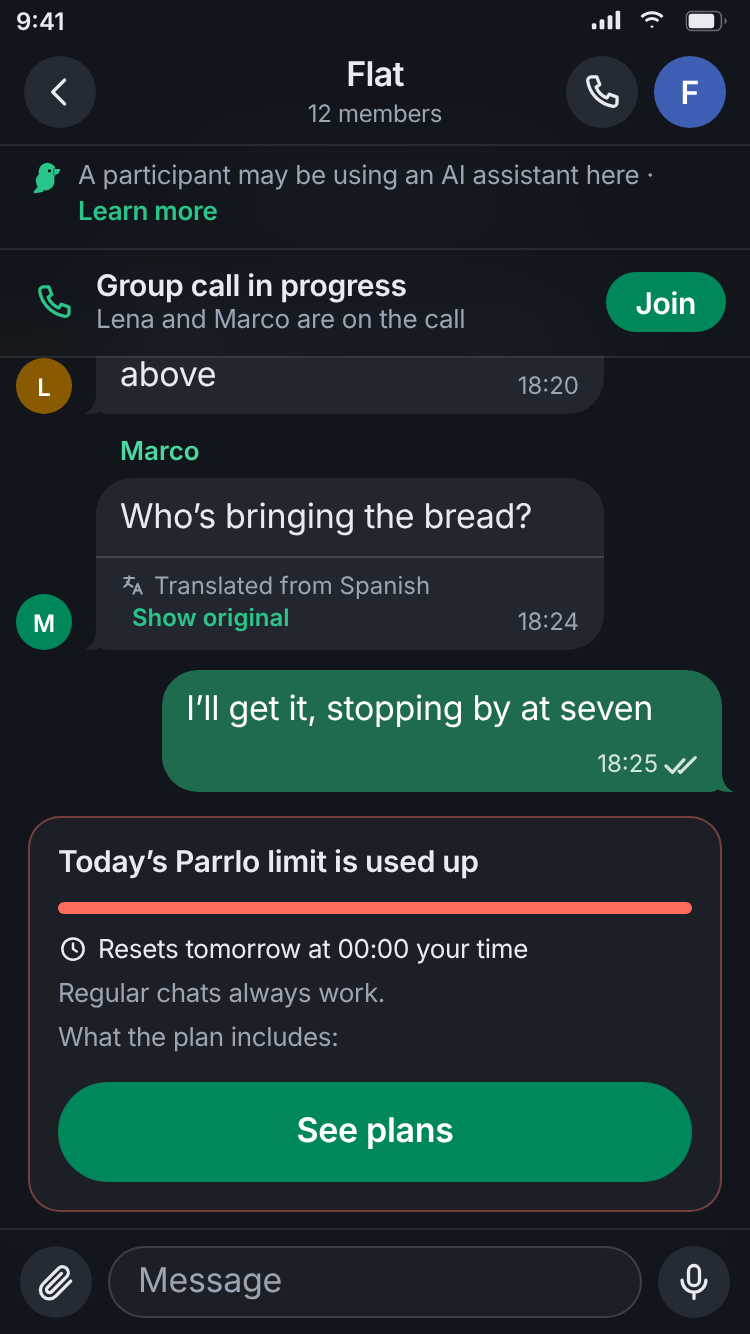 9:41
Flat
12 members
F
A participant may be using an AI assistant here ·
Learn more
Group call in progress
Lena and Marco are on the call
Join
above
18:20
L
Marco
Who’s bringing the bread?
Translated from Spanish
Show original
18:24
M
I’ll get it, stopping by at seven
18:25
Today’s Parrlo limit is used up
Resets tomorrow at 00:00 your time
Regular chats always work.
What the plan includes:
See plans
Message